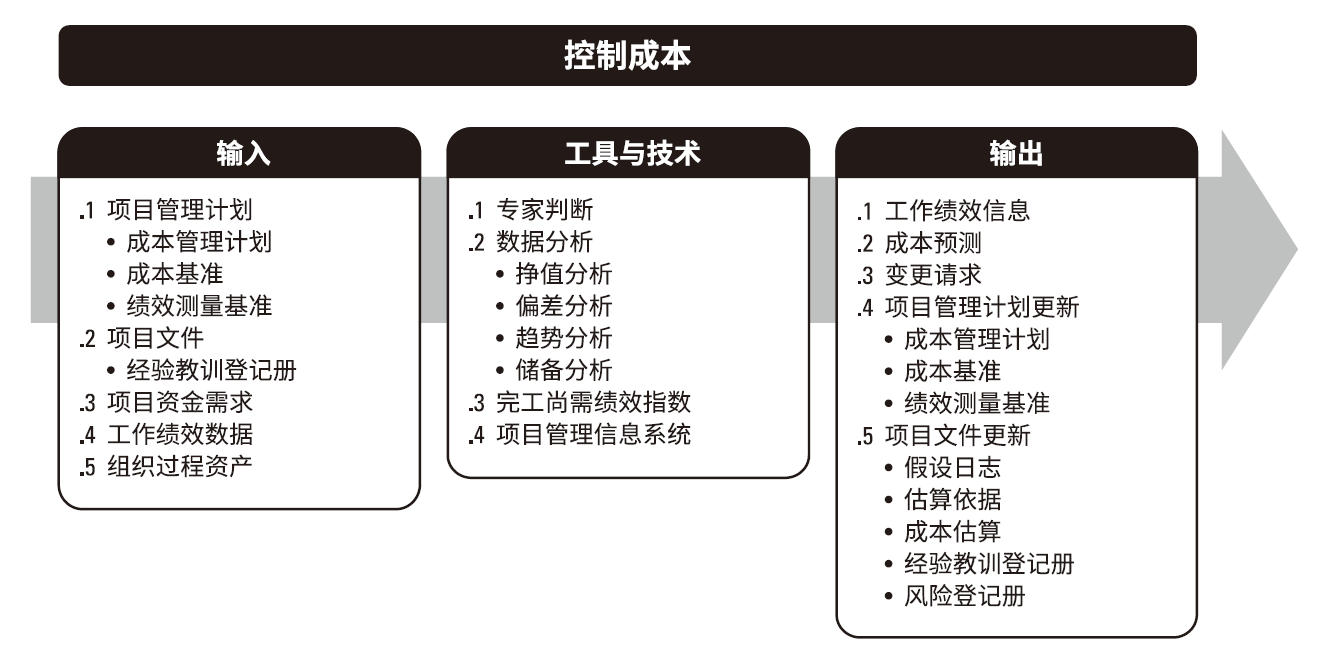 控制成本
输入
.1 项目管理计划
• 成本管理计划
• 成本基准
• 绩效测量基准
.2 项目文件
• 经验教训登记册
.3 项目资金需求
.4 工作绩效数据
.5 组织过程资产
工具与技术
.1 专家判断
.2 数据分析
• 挣值分析
• 偏差分析
• 趋势分析
• 储备分析
.3 完工尚需绩效指数
.4 项目管理信息系统
输出
.1 工作绩效信息
.2 成本预测
.3 变更请求
.4 项目管理计划更新
• 成本管理计划
• 成本基准
• 绩效测量基准
.5 项目文件更新
• 假设日志
• 估算依据
• 成本估算
• 经验教训登记册
• 风险登记册